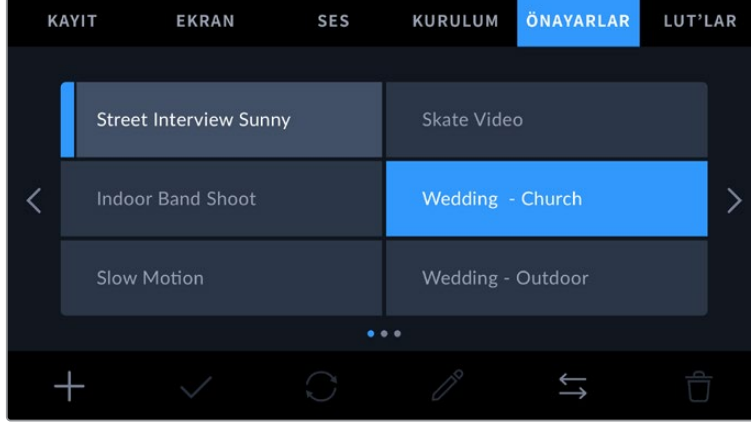 KAYIT EKRAN SES KURULUM ÖNAYARLAR LUT’LAR
Street Interview Sunny Skate Video
Indoor Band Shoot Wedding - Church
Slow Motion Wedding - Outdoor